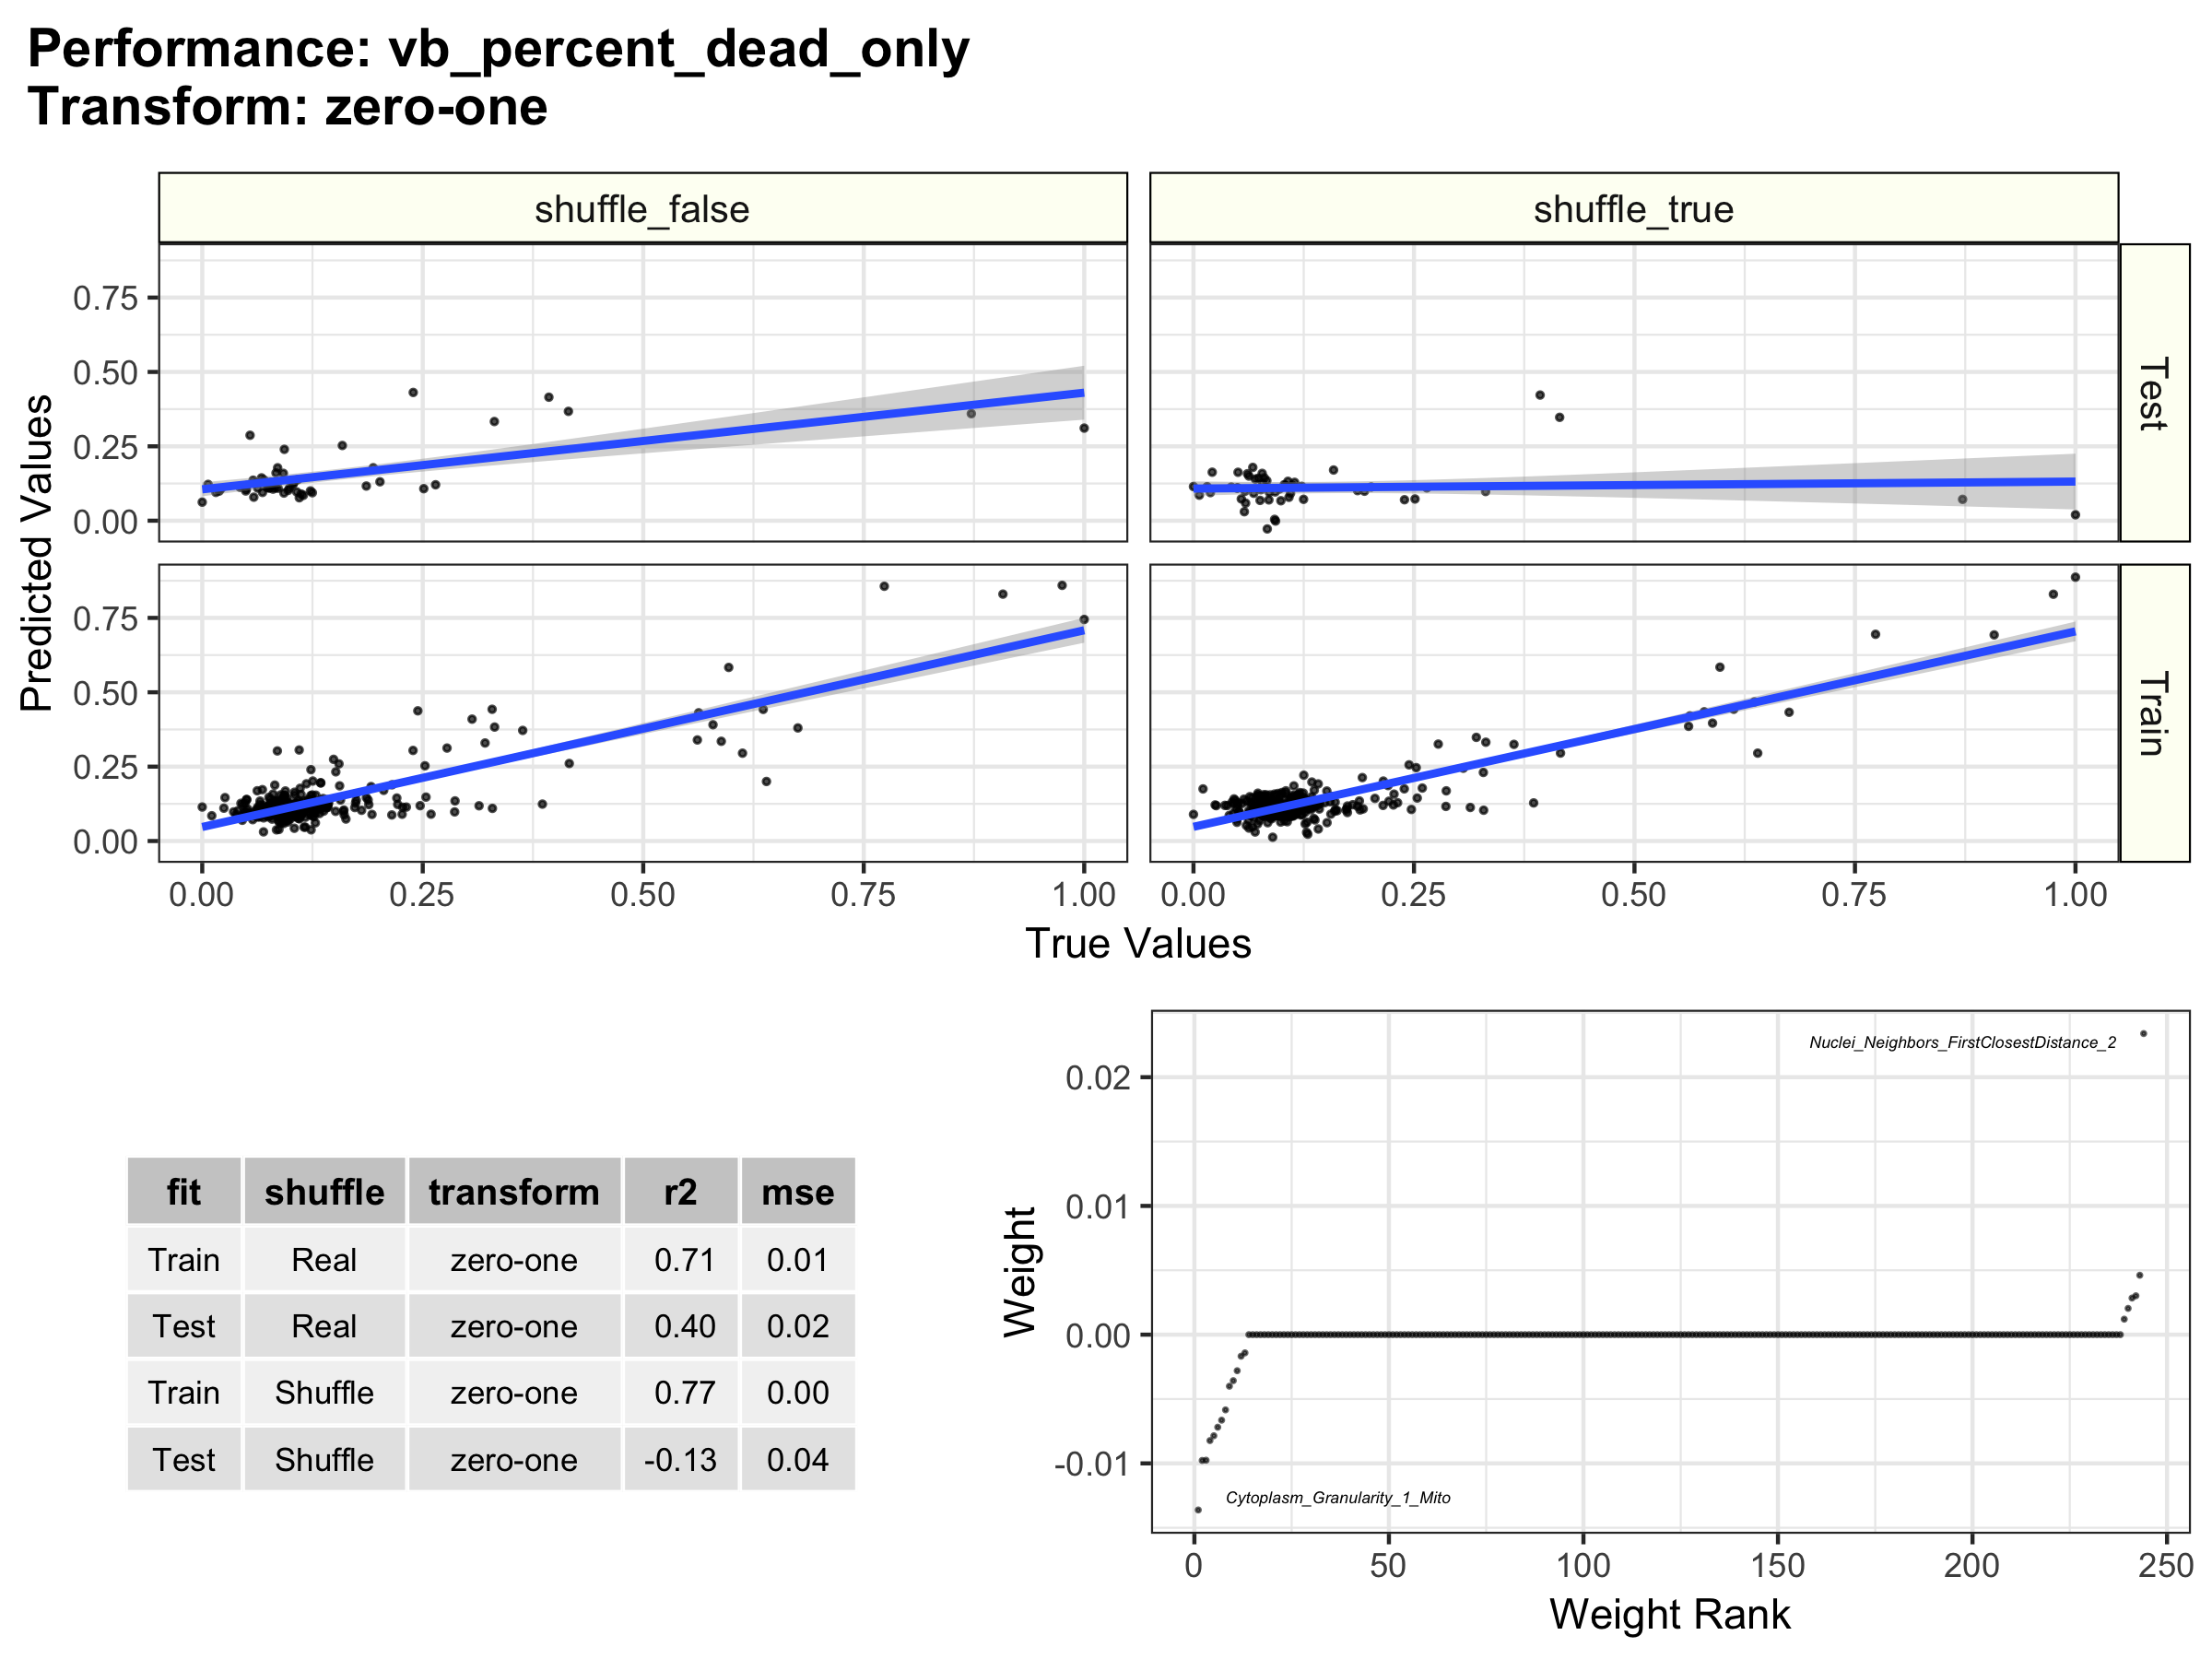 Performance: vb_percent_dead_only
Transform: zero-one
shuffle_false
shuffle_true
Test
Train
Predicted Values
0.75
0.50
0.25
0.00
0.75
0.50
0.25
0.00
0.00 0.25 0.50 0.75 1.00
0.00 0.25 0.50 0.75 1.00
True Values
fit shuffle transform r2 mse
Train Real zero-one 0.71 0.01
Test Real zero-one 0.40 0.02
Train Shuffle zero-one 0.77 0.00
Test Shuffle zero-one -0.13 0.04
Weight
0.02
0.01
0.00
-0.01
Nuclei_Neighbors_FirstClosestDistance_2
Cytoplasm_Granularity_1_Mito
0 50 100 150 200 250
Weight Rank